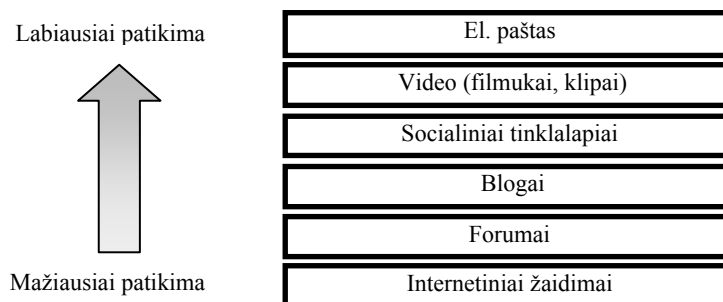 Labiausiai patikima
El. paštas
Video (filmukai, klipai)
Socialiniai tinklalapiai
Blogai
Forumai
Mažiausiai patikima
Internetiniai žaidimai